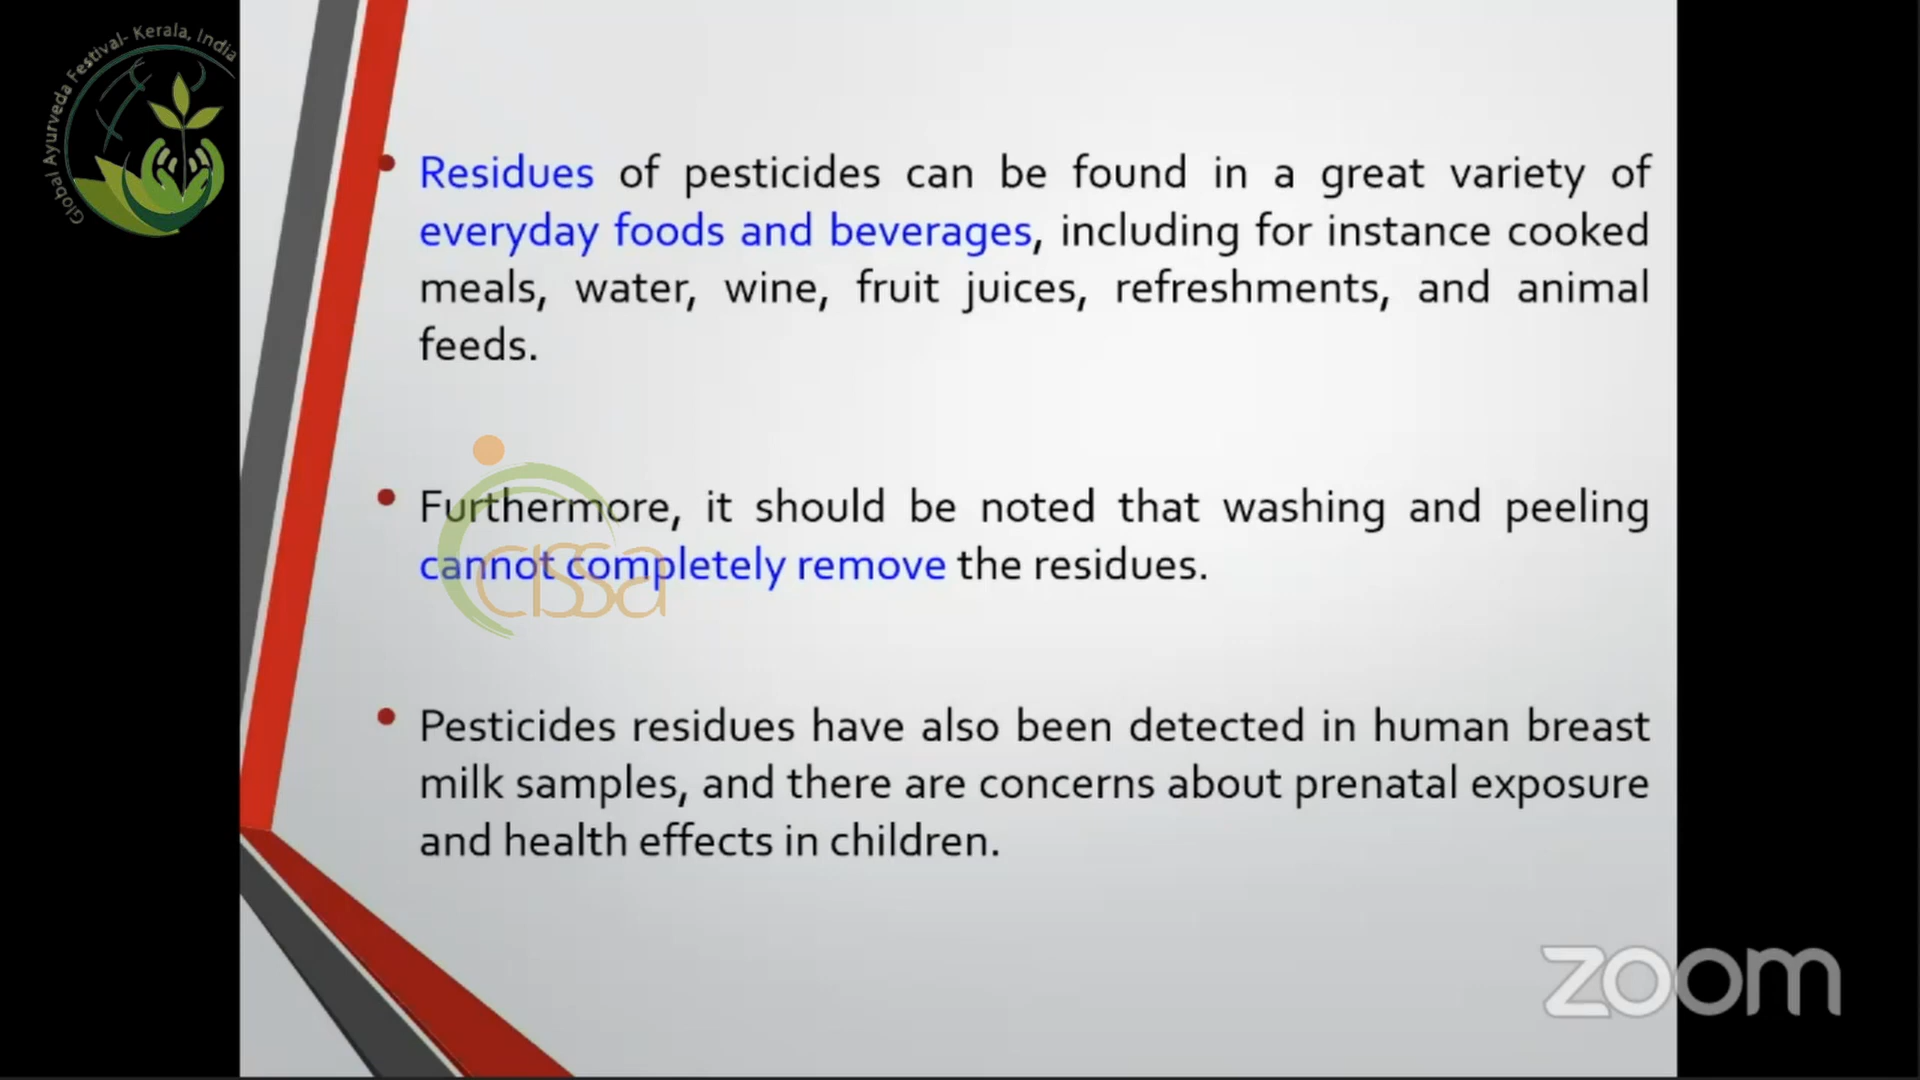 Global Ayurveda Festival- Kerala, India
Residues of pesticides can be found in a great variety of
everyday foods and beverages, including for instance cooked
meals, water, wine, fruit juices, refreshments, and animal
feeds.
Furthermore, it should be noted that washing and peeling
cannot completely remove the residues.
cissa
Pesticides residues have also been detected in human breast
milk samples, and there are concerns about prenatal exposure
and health effects in children.
zoom